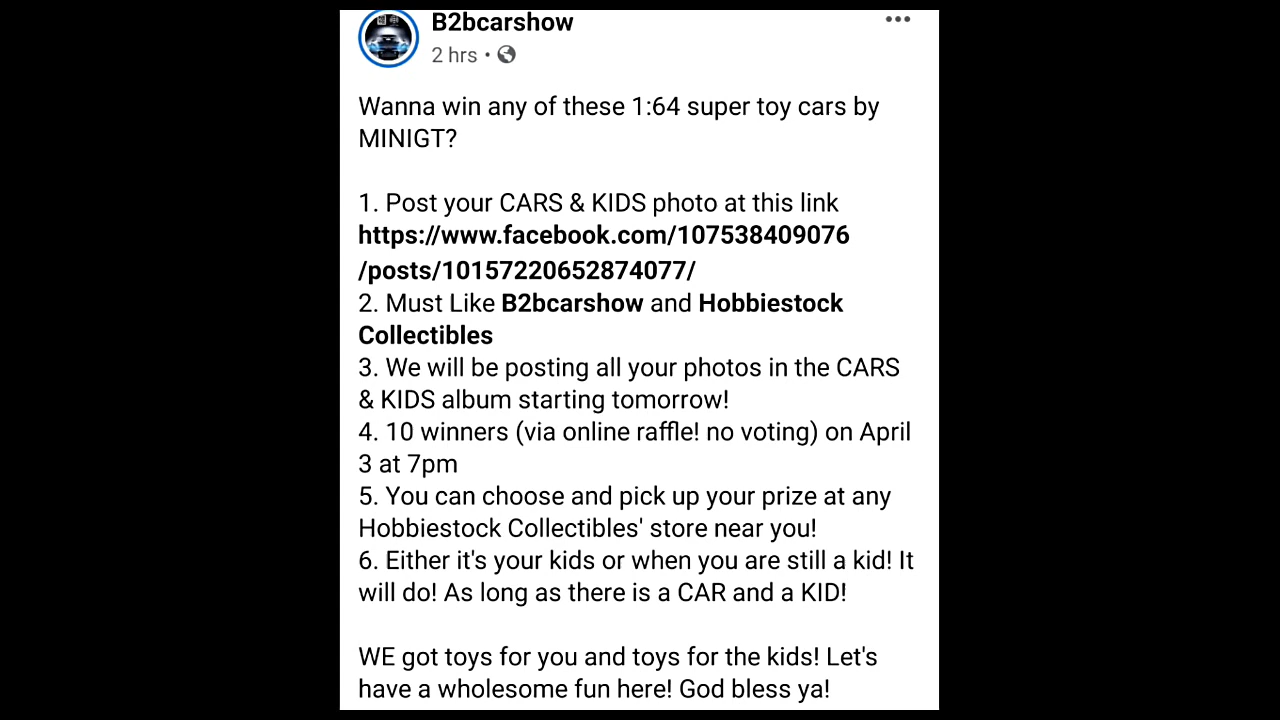 B2bcarshow
2 hrs •
Wanna win any of these 1:64 super toy cars by
MINIGT?
1. Post your CARS & KIDS photo at this link
https://www.facebook.com/107538409076
/posts/10157220652874077/
2. Must Like B2bcarshow and Hobbiestock
Collectibles
3. We will be posting all your photos in the CARS
& KIDS album starting tomorrow!
4. 10 winners (via online raffle! no voting) on April
3 at 7pm
5. You can choose and pick up your prize at any
Hobbiestock Collectibles' store near you!
6. Either it's your kids or when you are still a kid! It
will do! As long as there is a CAR and a KID!
WE got toys for you and toys for the kids! Let's
have a wholesome fun here! God bless ya!